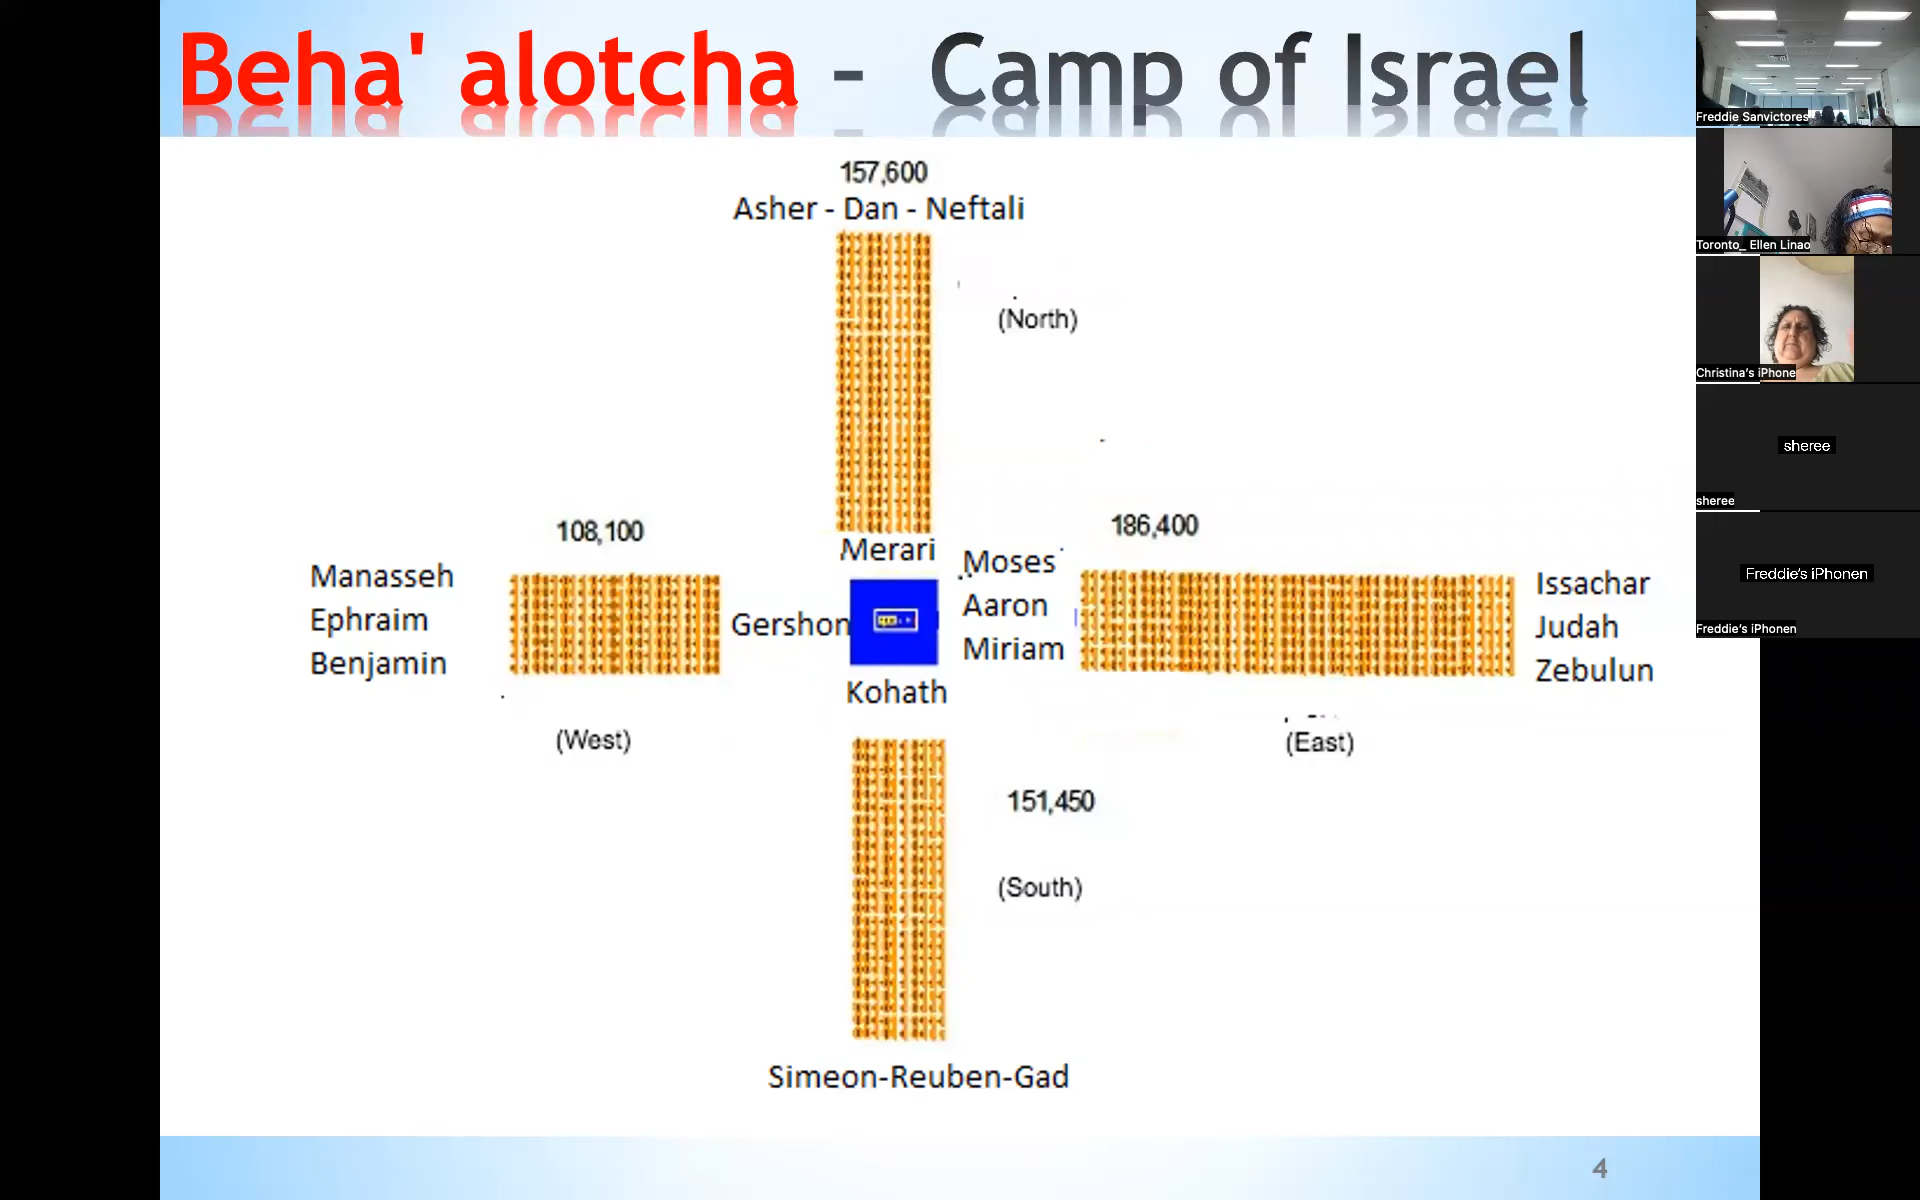 Beha' alotcha - Camp of Israel
157,600
Asher - Dan - Neftali
(North)
108,100
186,400
Merari
Manasseh
Ephraim
Benjamin
Gershon
Moses
Aaron
Miriam
Issachar
Judah
Zebulun
Kohath
(West)
(East)
151,450
(South)
Simeon-Reuben-Gad
4
Freddie Sanvictores
Toronto_ Ellen Linao
Christina's iPhone
sheree
sheree
Freddie's iPhonen
Freddie's iPhonen